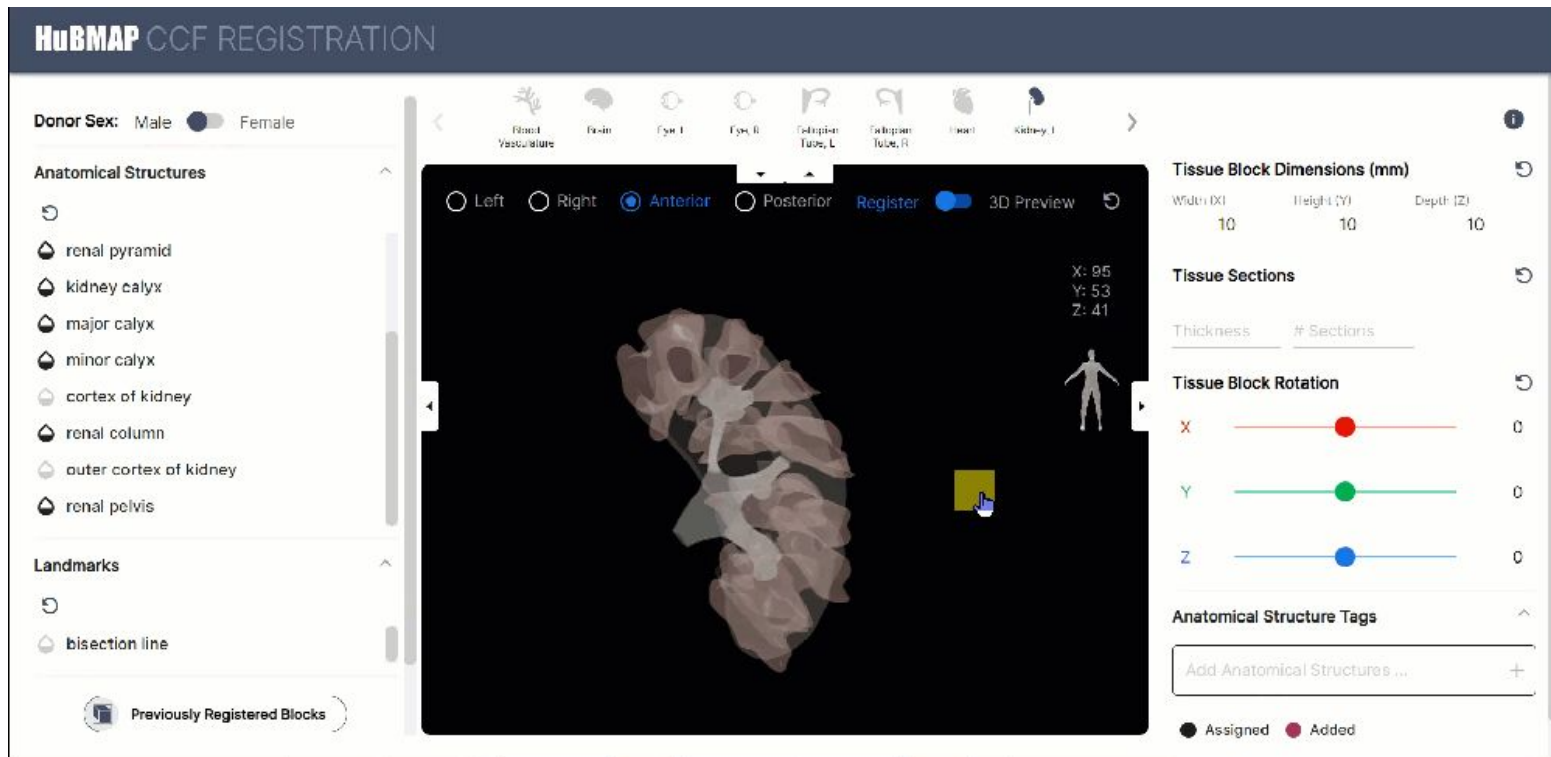 HuBMAP CCF REGISTRATION
Donor Sex: Male Female
Anatomical Structures
renal pyramid
kidney calyx
major calyx
minor calyx
cortex of kidney
renal column
outer cortex of kidney
renal pelvis
Landmarks
bisection line
Previously Registered Blocks
Blood Vasculature
Brain
Eye, L
Eye, R
Fallopian Tube, L
Fallopian Tube, R
Heart
Kidney, L
Left Right Anterior Posterior Register 3D Preview
X: 95
Y: 53
Z: 41
Tissue Block Dimensions (mm)
Width (X) Height (Y) Depth (Z)
10 10 10
Tissue Sections
Thickness # Sections
Tissue Block Rotation
X 0
Y 0
Z 0
Anatomical Structure Tags
Add Anatomical Structures ...
Assigned Added